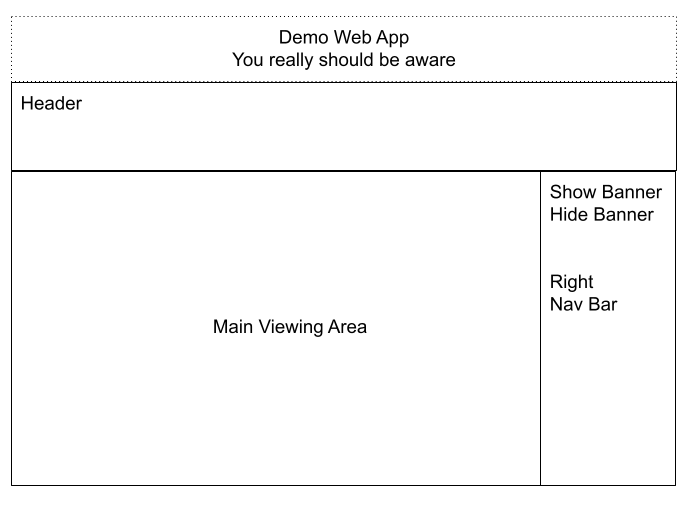 Demo Web App
You really should be aware
Header
Show Banner
Hide Banner
Right
Nav Bar
Main Viewing Area